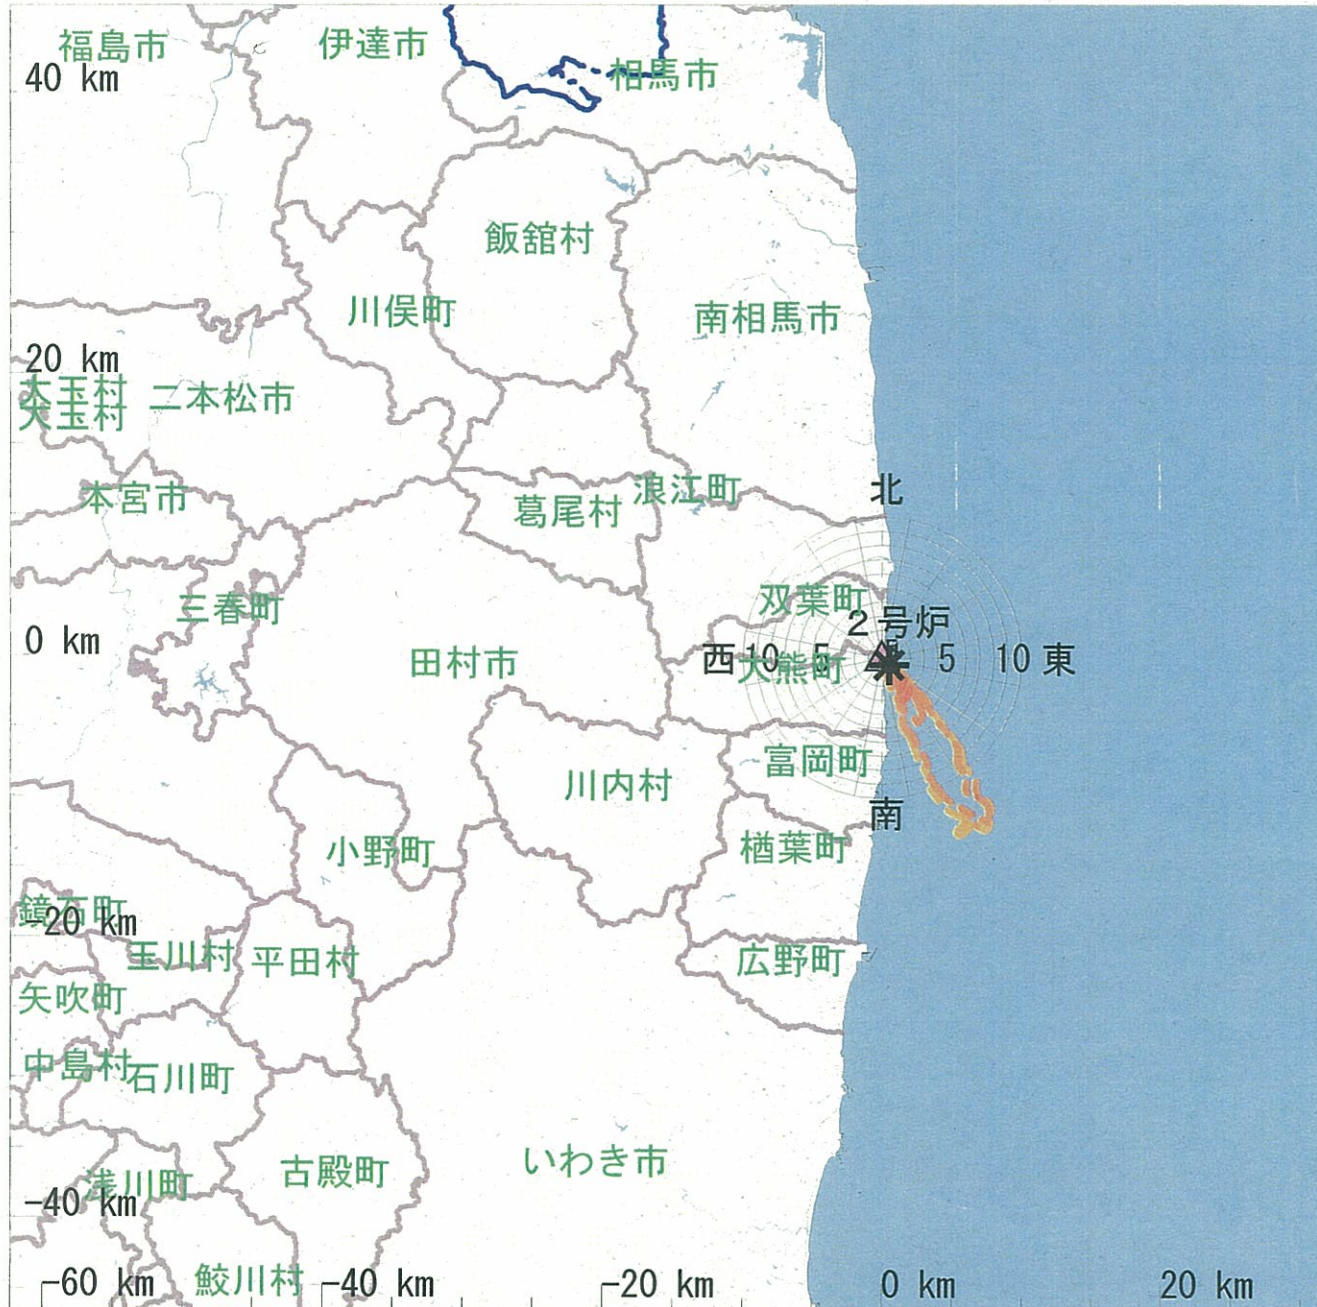 福島市
伊達市
40 km
相馬市
飯舘村
川俣町
南相馬市
20 km
大玉村
二本松市
大玉村
本宮市
葛尾村
浪江町
北
三春町
双葉町
2号炉
0 km
田村市
西
10
5
大熊町
5
10
東
富岡町
川内村
南
小野町
楢葉町
鏡石町
-20 km
玉川村
平田村
広野町
矢吹町
中島村
石川町
いわき市
浅川町
古殿町
-40 km
鮫川村
-60 km
-40 km
-20 km
0 km
20 km